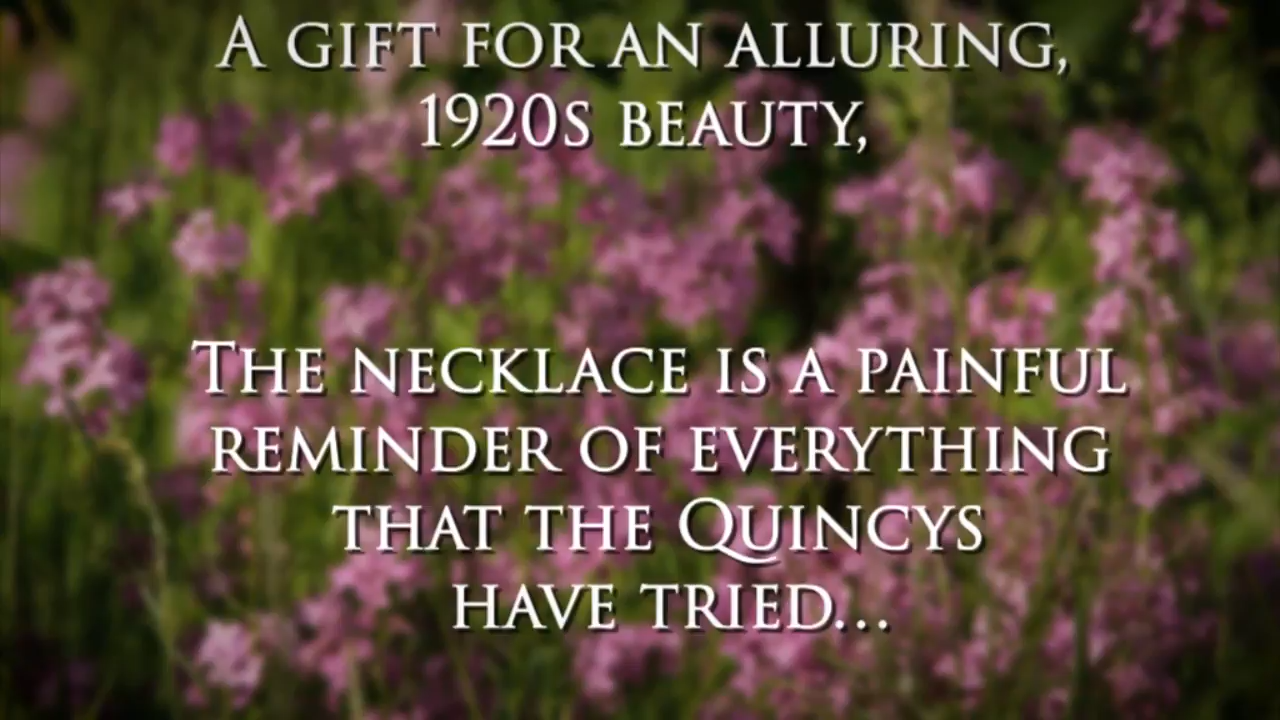 A GIFT FOR AN ALLURING,
1920S BEAUTY,
THE NECKLACE IS A PAINFUL
REMINDER OF EVERYTHING
THAT THE QUINCYS
HAVE TRIED...